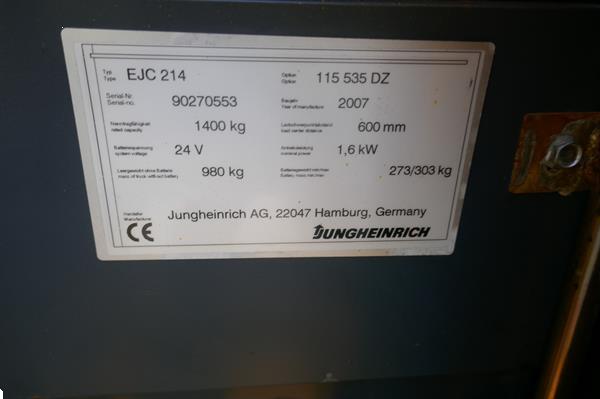 Typ
Type EJC 214 Option
Option 115 535 DZ
Serial-Nr.
Serial-no. 90270553 Baujahr
Year of manufacture 2007
Nenntragfähigkeit
rated capacity 1400 kg Lastschwerpunktabstand
load center distance 600 mm
Batteriespannung
system voltage 24 V Antriebsleistung
nominal power 1,6 kW
Leergewicht ohne Batterie
mass of truck without battery 980 kg Batteriegewicht min/max
Battery mass min/max 273/303 kg
Hersteller
Manufacturer Jungheinrich AG, 22047 Hamburg, Germany
CE JUNGHEINRICH